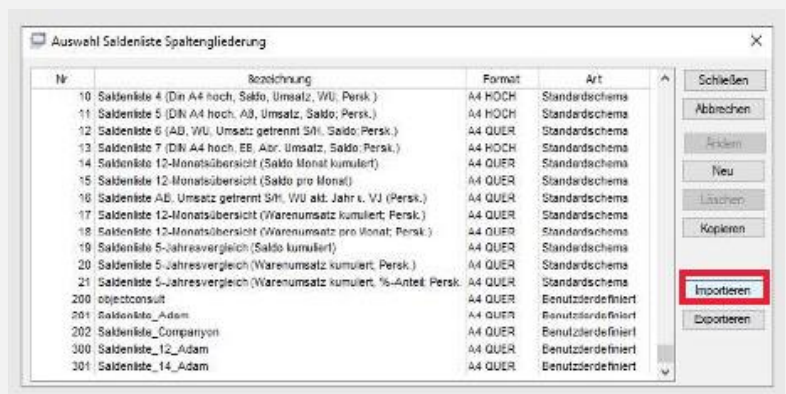 Auswahl Saldenliste Spaltengliederung
Nr Bezeichnung Format Art
10 Saldenliste 4 (Din A4 hoch, Saldo, Umsatz, WU; Persk.) A4 HOCH Standardschema
11 Saldenliste 5 (DIN A4 hoch, AB, Umsatz, Saldo; Persk.) A4 HOCH Standardschema
12 Saldenliste 6 (AB, WU, Umsatz getrennt S/H, Saldo; Persk.) A4 QUER Standardschema
13 Saldenliste 7 (DIN A4 hoch, EB, Abr. Umsatz, Saldo; Persk.) A4 HOCH Standardschema
14 Saldenliste 12-Monatsübersicht (Saldo Monat kumuliert) A4 QUER Standardschema
15 Saldenliste 12-Monatsübersicht (Saldo pro Monat) A4 QUER Standardschema
16 Saldenliste AB, Umsatz getrennt S/H, WU akt. Jahr u. VJ (Persk.) A4 QUER Standardschema
17 Saldenliste 12-Monatsübersicht (Warenumsatz kumuliert; Persk.) A4 QUER Standardschema
18 Saldenliste 12-Monatsübersicht (Warenumsatz pro Monat; Persk.) A4 QUER Standardschema
19 Saldenliste 5-Jahresvergleich (Saldo kumuliert) A4 QUER Standardschema
20 Saldenliste 5-Jahresvergleich (Warenumsatz kumuliert; Persk.) A4 QUER Standardschema
21 Saldenliste 5-Jahresvergleich (Warenumsatz kumuliert, %-Anteil; Persk. A4 QUER Standardschema
200 objectconsult A4 QUER Benutzderdefiniert
201 Saldenliste_Adam A4 QUER Benutzderdefiniert
202 Saldenliste_Companyon A4 QUER Benutzderdefiniert
300 Saldenliste_12_Adam A4 QUER Benutzderdefiniert
301 Saldenliste_14_Adam A4 QUER Benutzderdefiniert
Schließen
Abbrechen
Ändern
Neu
Löschen
Kopieren
Importieren
Exportieren